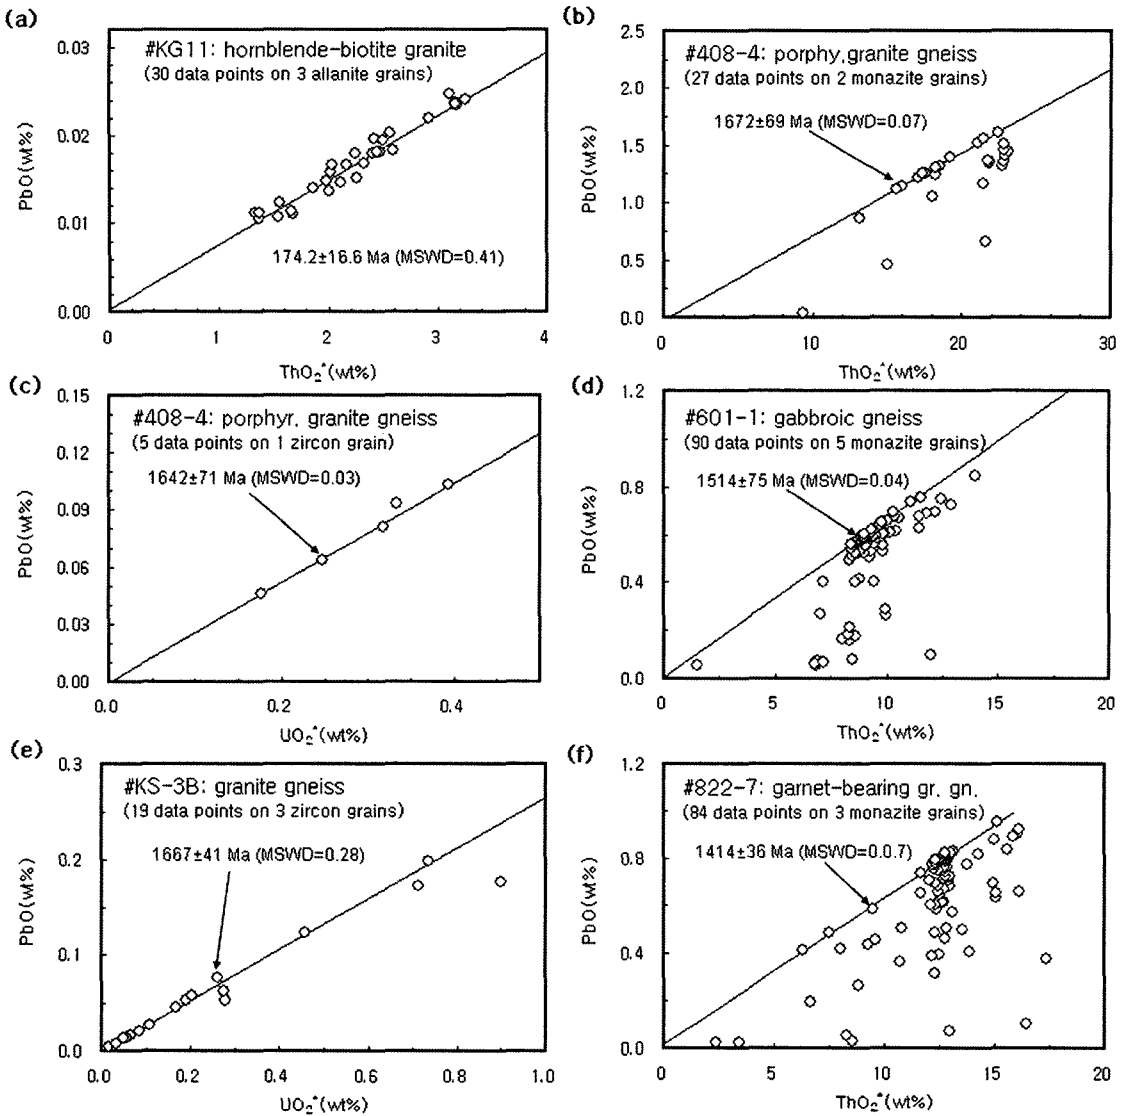 (a)
#KG11: hornblende-biotite granite
(30 data points on 3 allanite grains)
174.2±16.6 Ma (MSWD=0.41)
0.03
0.02
0.01
0.00
PbO(wt%)
0 1 2 3 4
ThO2*(wt%)
(b)
#408-4: porphy,granite gneiss
(27 data points on 2 monazite grains)
1672±69 Ma (MSWD=0.07)
2.5
2.0
1.5
1.0
0.5
0.0
PbO(wt%)
10 20 30
ThO2*(wt%)
(c)
#408-4: porphyr. granite gneiss
(5 data points on 1 zircon grain)
1642±71 Ma (MSWD=0.03)
0.15
0.12
0.09
0.06
0.03
0.00
PbO(wt%)
0.0 0.2 0.4
UO2*(wt%)
(d)
#601-1: gabbroic gneiss
(90 data points on 5 monazite grains)
1514±75 Ma (MSWD=0.04)
1.2
0.8
0.4
0.0
PbO(wt%)
0 5 10 15 20
ThO2*(wt%)
(e)
#KS-3B: granite gneiss
(19 data points on 3 zircon grains)
1667±41 Ma (MSWD=0.28)
0.3
0.2
0.1
0.0
PbO(wt%)
0.0 0.2 0.4 0.6 0.8 1.0
UO2*(wt%)
(f)
#822-7: garnet-bearing gr. gn.
(84 data points on 3 monazite grains)
1414±36 Ma (MSWD=0.0.7)
1.2
0.8
0.4
0.0
PbO(wt%)
0 5 10 15 20
ThO2*(wt%)